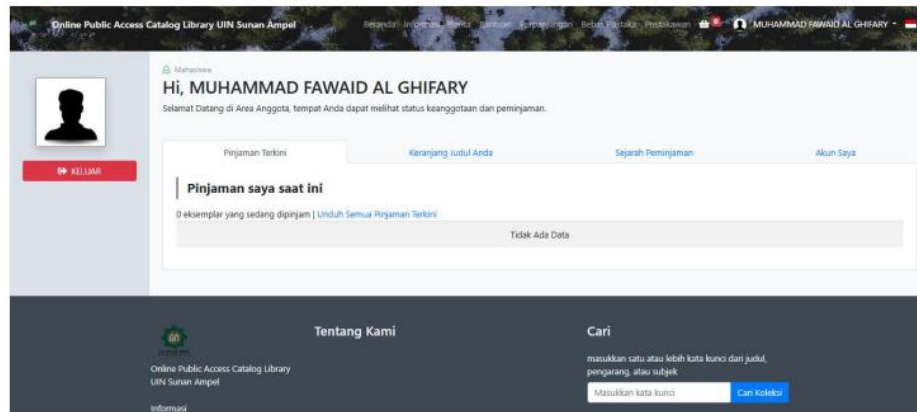 Online Public Access Catalog Library UIN Sunan Ampel
Beranda Informasi Berita Bantuan Perpanjangan Bebas Pustaka Pustakawan MUHAMMAD FAWAID AL GHIFARY
Mahasiswa
Hi, MUHAMMAD FAWAID AL GHIFARY
Selamat Datang di Area Anggota, tempat Anda dapat melihat status keanggotaan dan peminjaman.
KELUAR
Pinjaman Terkini
Keranjang Judul Anda
Sejarah Peminjaman
Akun Saya
Pinjaman saya saat ini
0 eksemplar yang sedang dipinjam | Unduh Semua Pinjaman Terkini
Tidak Ada Data
Online Public Access Catalog Library
UIN Sunan Ampel
Informasi
Tentang Kami
Cari
masukkan satu atau lebih kata kunci dari judul,
pengarang, atau subjek
Masukkan kata kunci
Cari Koleksi